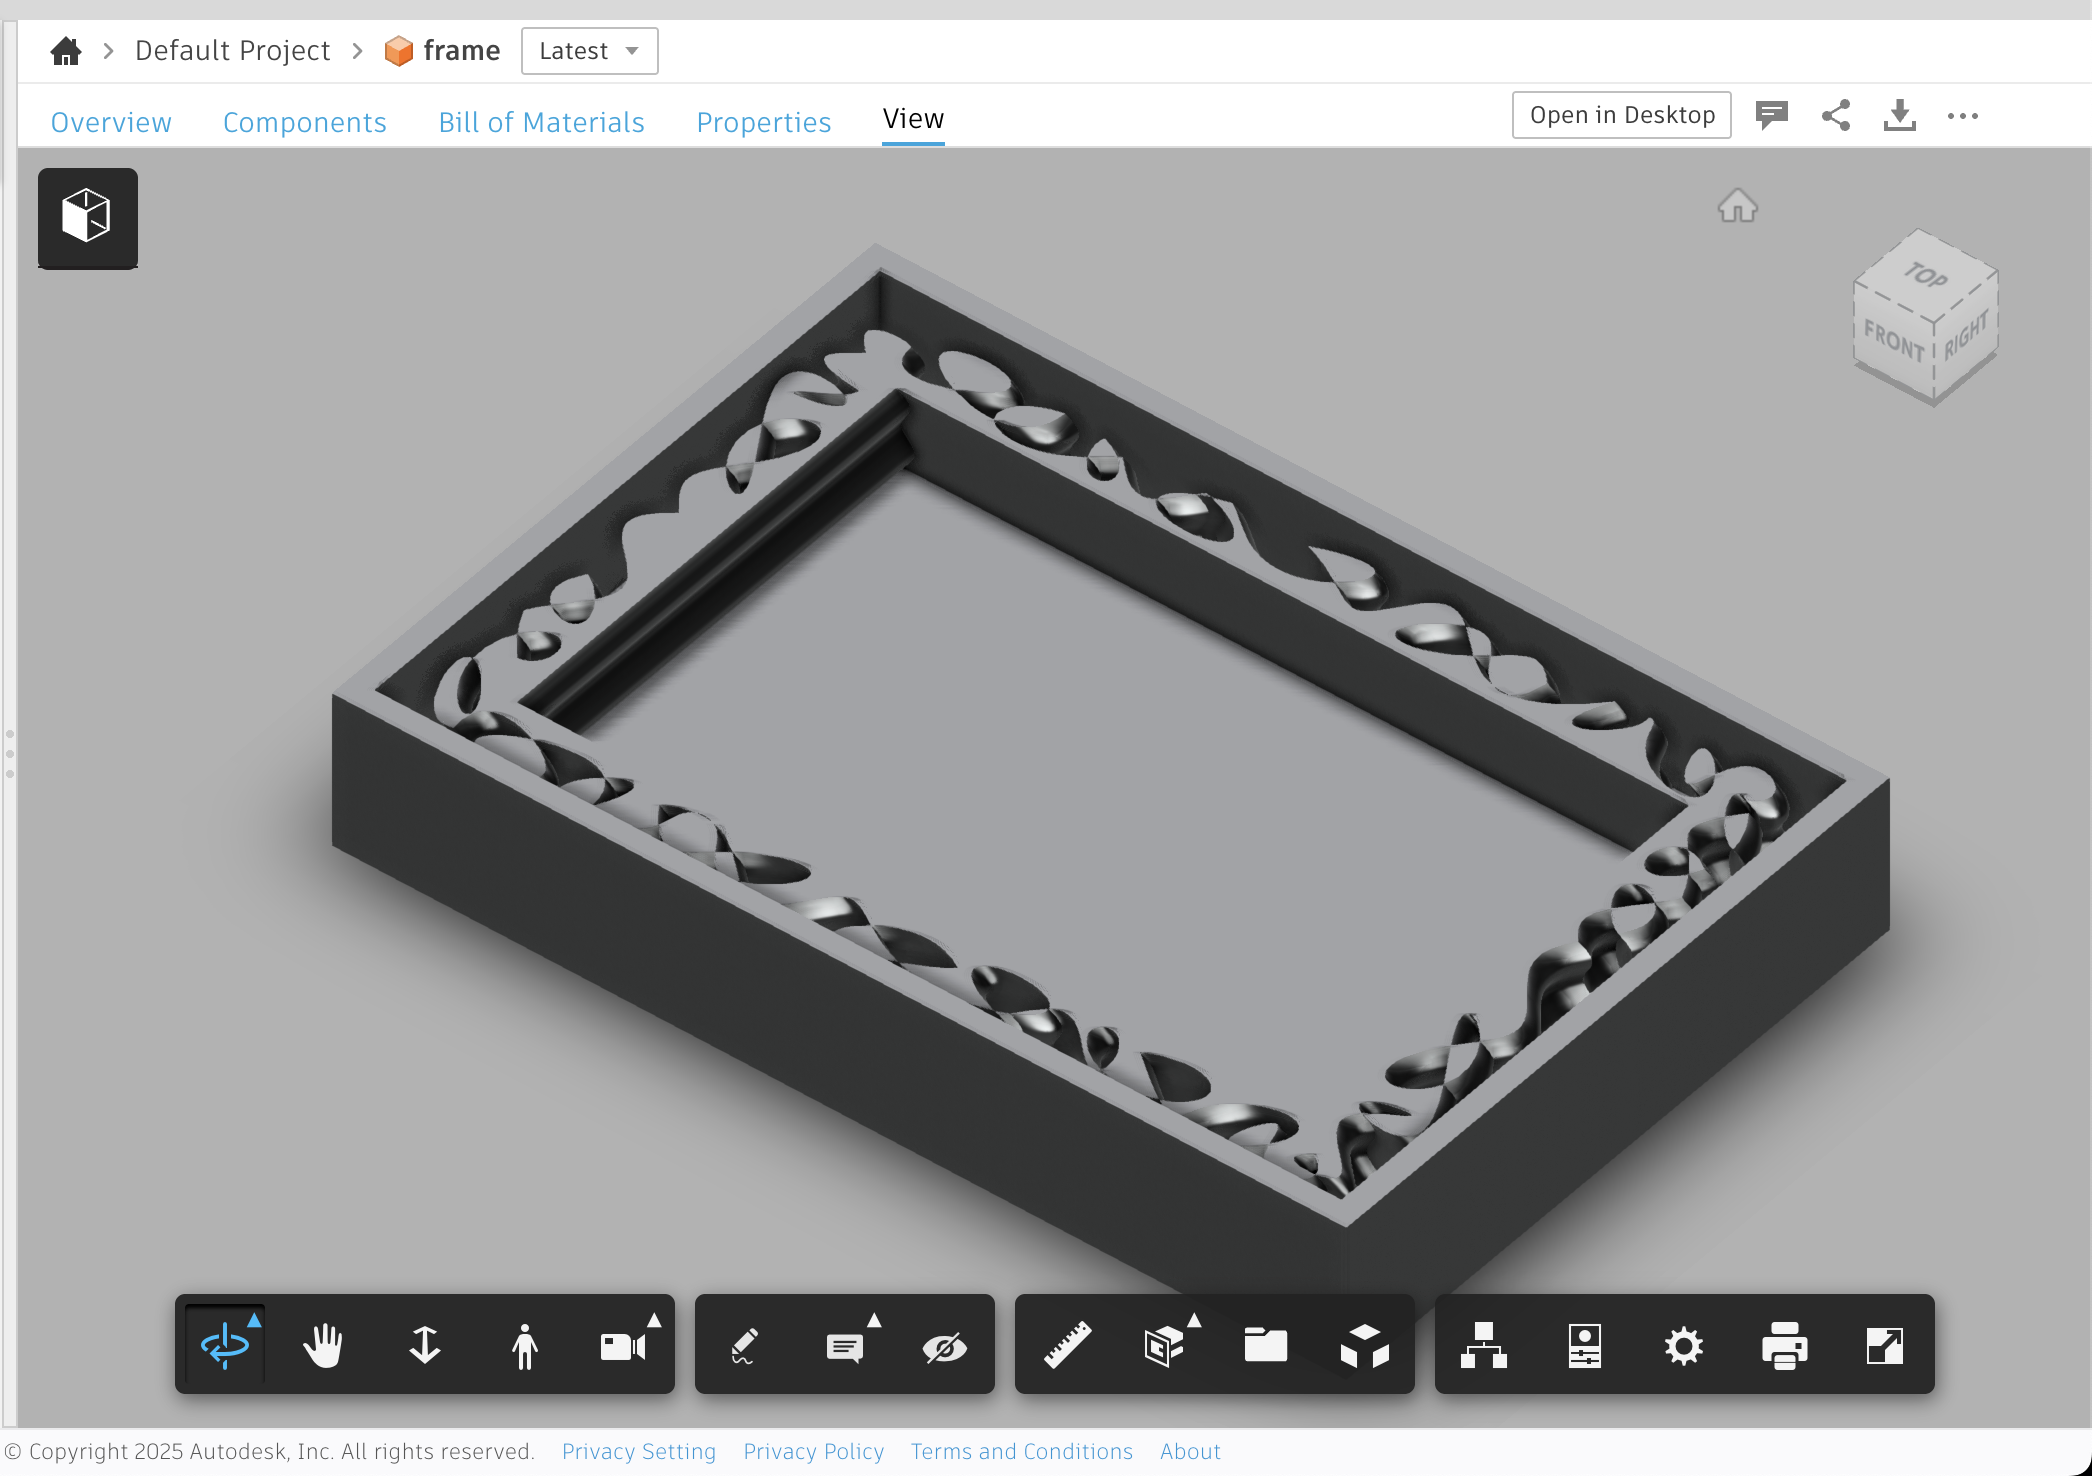 Default Project
frame
Latest
Overview
Components
Bill of Materials
Properties
View
Open in Desktop
TOP
FRONT
RIGHT
© Copyright 2025 Autodesk, Inc. All rights reserved.
Privacy Setting
Privacy Policy
Terms and Conditions
About